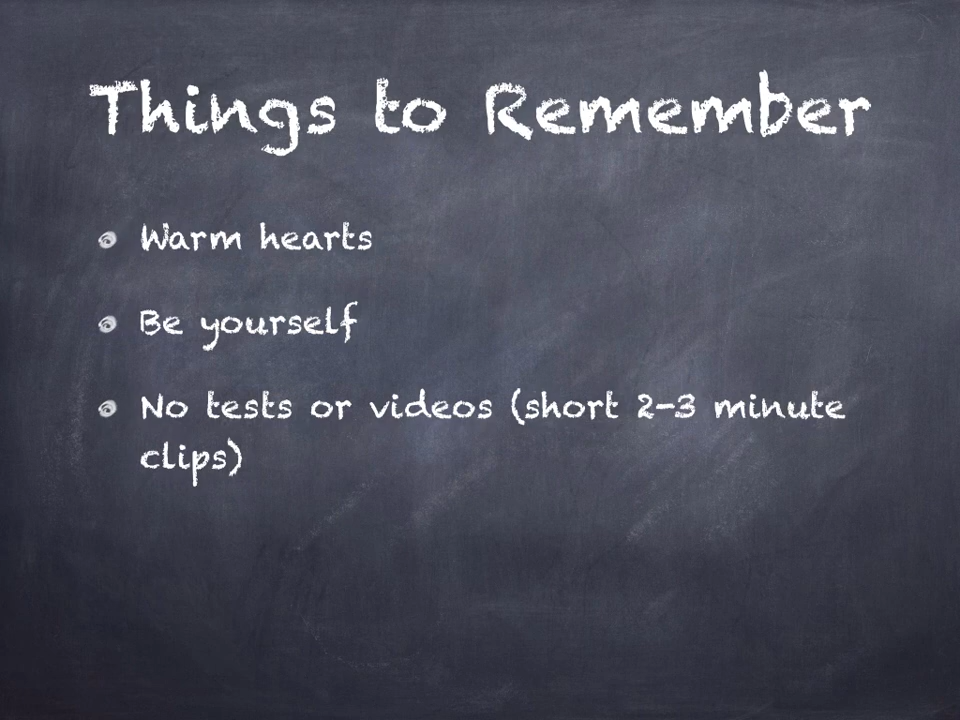 Things to Remember
Warm hearts
Be yourself
No tests or videos (short 2-3 minute
clips)